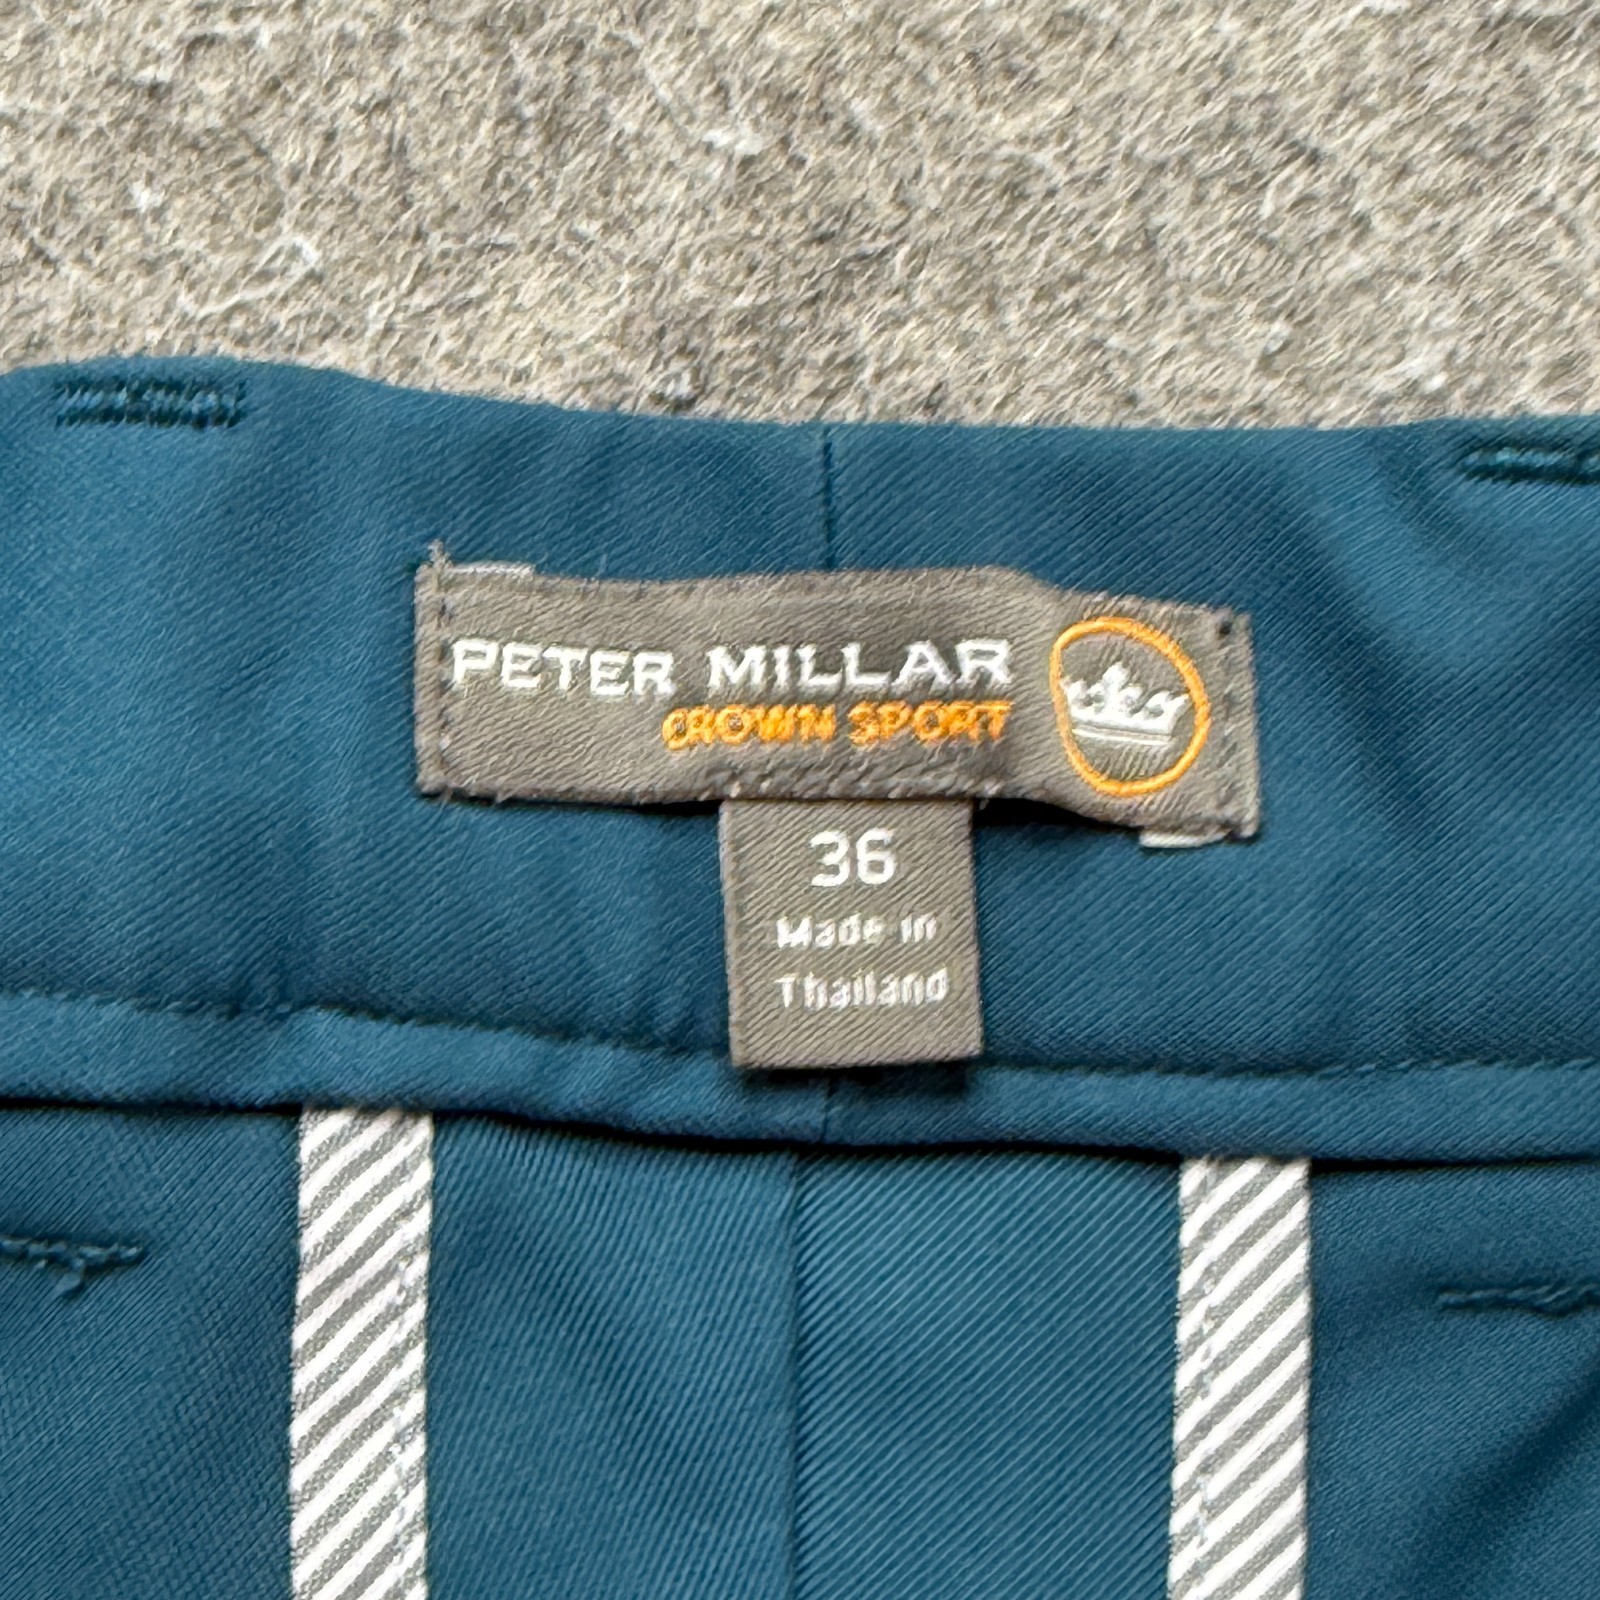 PETER MILLAR
CROWN SPORT
36
Made in
Thailand